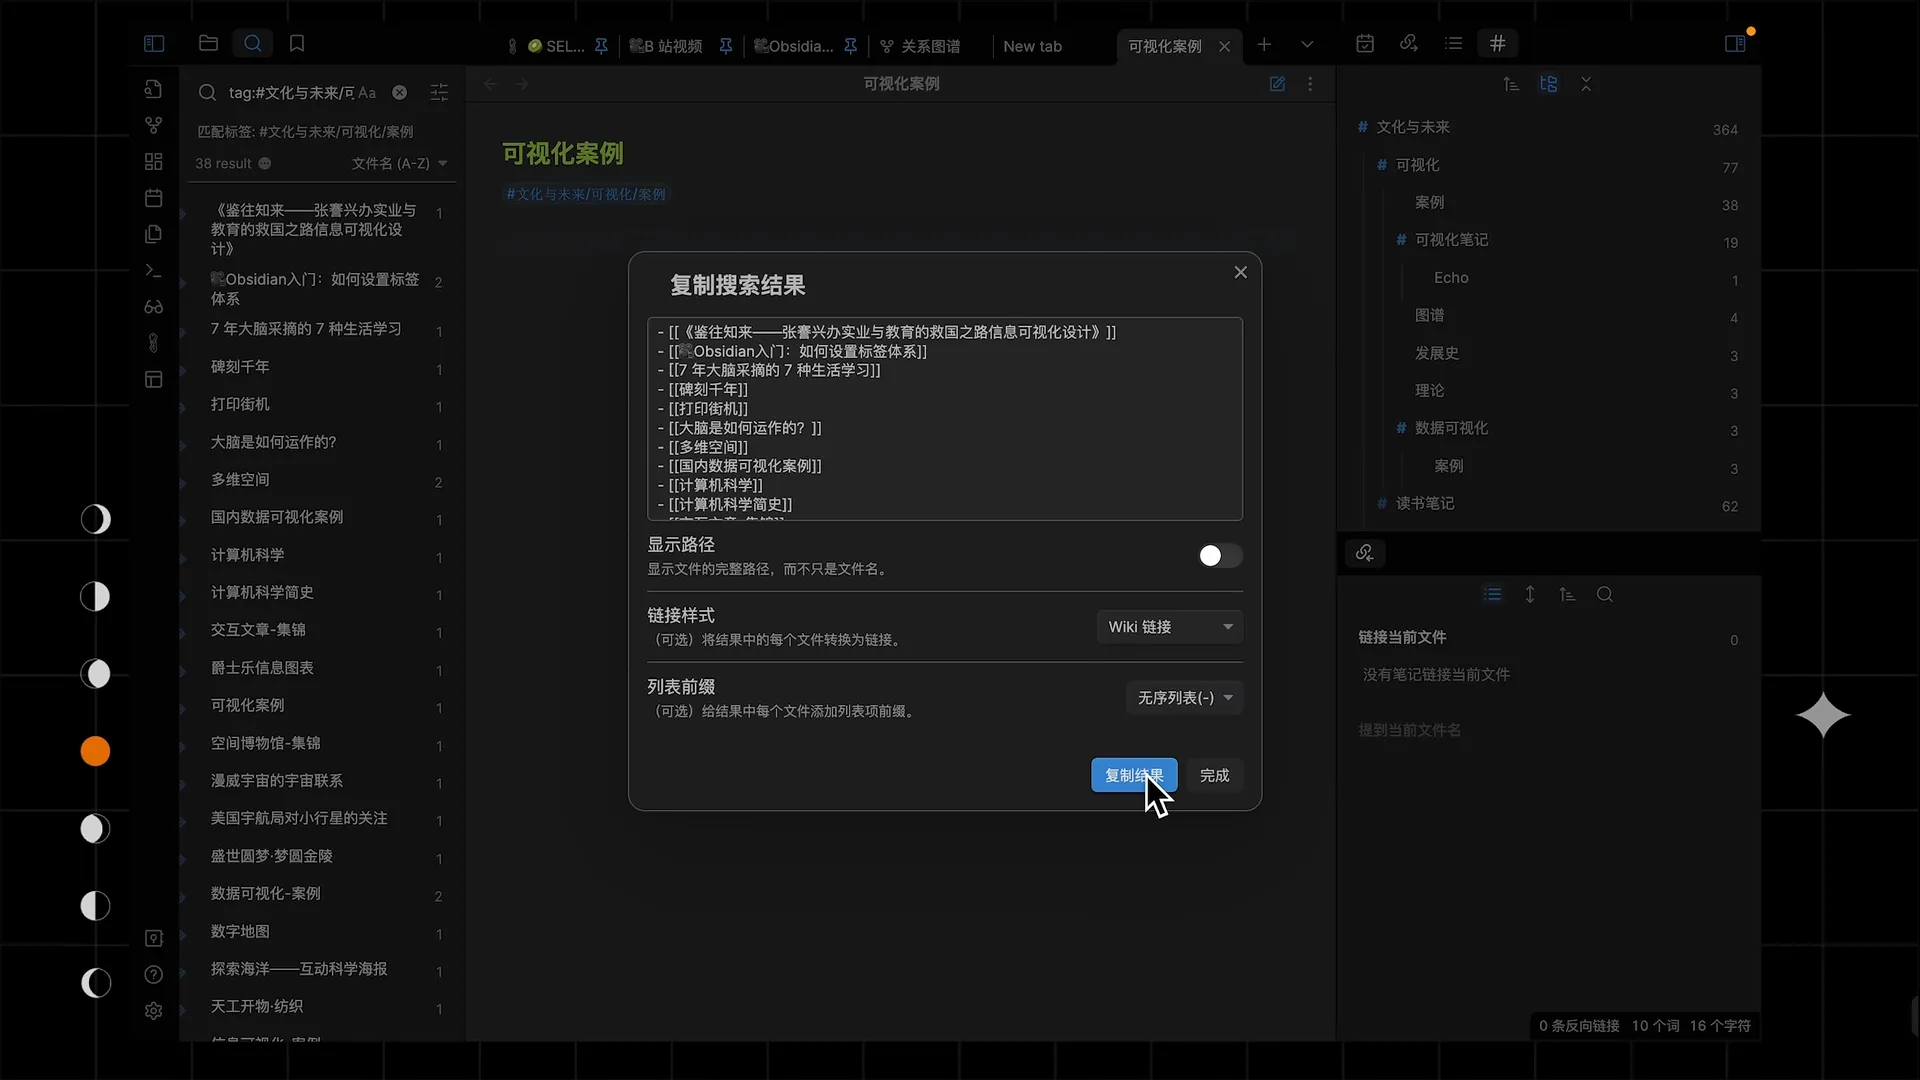 SEL...
B 站视频
Obsidia...
关系图谱
New tab
可视化案例
tag:#文化与未来/可
Aa
匹配标签: #文化与未来/可视化/案例
38 result
文件名 (A-Z)
《鉴往知来——张謇兴办实业与
教育的救国之路信息可视化设
计》
1
Obsidian入门：如何设置标签
体系
2
7 年大脑采摘的 7 种生活学习
1
碑刻千年
1
打印街机
1
大脑是如何运作的？
1
多维空间
2
国内数据可视化案例
1
计算机科学
1
计算机科学简史
1
交互文章-集锦
1
爵士乐信息图表
1
可视化案例
1
空间博物馆-集锦
1
漫威宇宙的宇宙联系
1
美国宇航局对小行星的关注
1
盛世圆梦·梦圆金陵
1
数据可视化-案例
2
数字地图
1
探索海洋——互动科学海报
1
天工开物·纺织
1
可视化案例
可视化案例
#文化与未来/可视化/案例
复制搜索结果
- [[《鉴往知来——张謇兴办实业与教育的救国之路信息可视化设计》]]
- [[Obsidian入门：如何设置标签体系]]
- [[7 年大脑采摘的 7 种生活学习]]
- [[碑刻千年]]
- [[打印街机]]
- [[大脑是如何运作的？]]
- [[多维空间]]
- [[国内数据可视化案例]]
- [[计算机科学]]
- [[计算机科学简史]]
显示路径
显示文件的完整路径，而不只是文件名。
链接样式
（可选）将结果中的每个文件转换为链接。
Wiki 链接
列表前缀
（可选）给结果中每个文件添加列表项前缀。
无序列表(-)
复制结果
完成
# 文化与未来 364
# 可视化 77
案例 38
# 可视化笔记 19
Echo 1
图谱 4
发展史 3
理论 3
# 数据可视化 3
案例 3
# 读书笔记 62
链接当前文件 0
没有笔记链接当前文件
提到当前文件名
0 条反向链接 10 个词 16 个字符